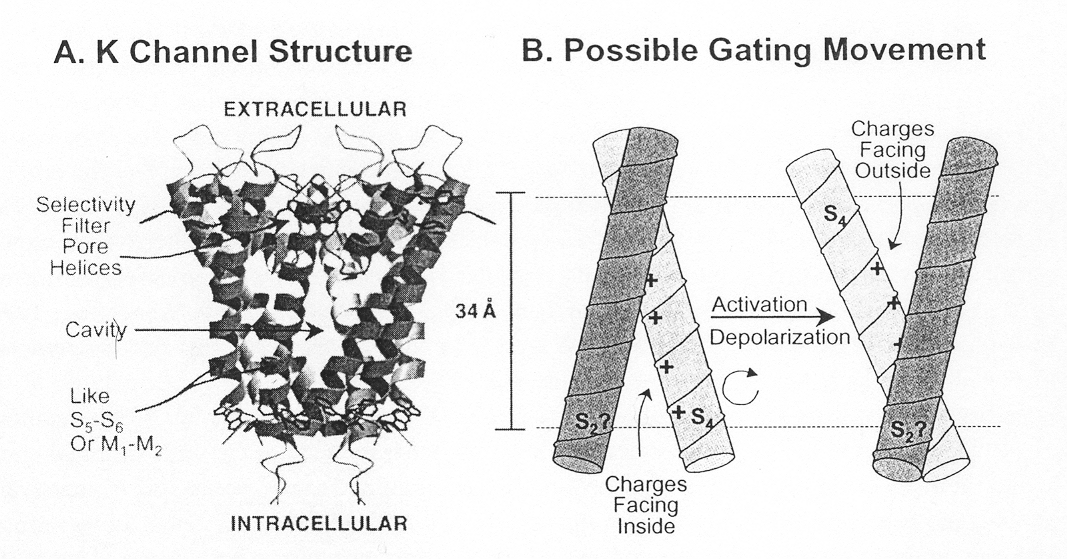 A. K Channel Structure
EXTRACELLULAR
Selectivity
Filter
Pore
Helices
Cavity
Like
S₅-S₆
Or M₁-M₂
INTRACELLULAR
34 Å
B. Possible Gating Movement
+
+
+
+
S₂?
S₄
Charges
Facing
Inside
Activation
Depolarization
Charges
Facing
Outside
S₄
+
+
+
S₂?